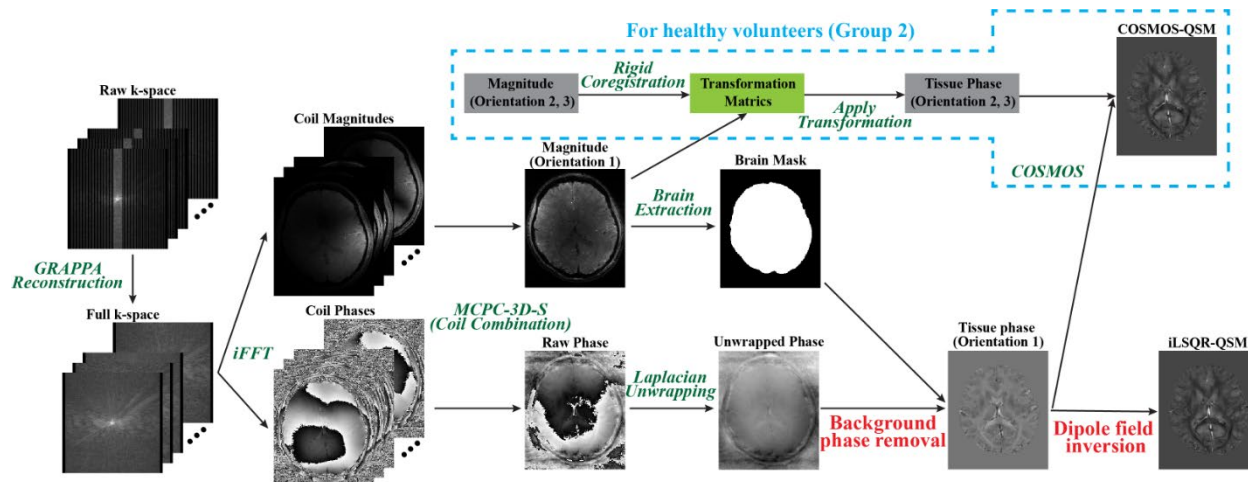 For healthy volunteers (Group 2)
COSMOS-QSM
Raw k-space
Magnitude
(Orientation 2, 3)
Rigid
Coregistration
Transformation
Matrics
Apply
Transformation
Tissue Phase
(Orientation 2, 3)
Coil Magnitudes
Magnitude
(Orientation 1)
Brain Mask
COSMOS
Brain
Extraction
GRAPPA
Reconstruction
Full k-space
iFFT
Coil Phases
MCPC-3D-S
(Coil Combination)
Raw Phase
Laplacian
Unwrapping
Unwrapped Phase
Background
phase removal
Tissue phase
(Orientation 1)
Dipole field
inversion
iLSQR-QSM